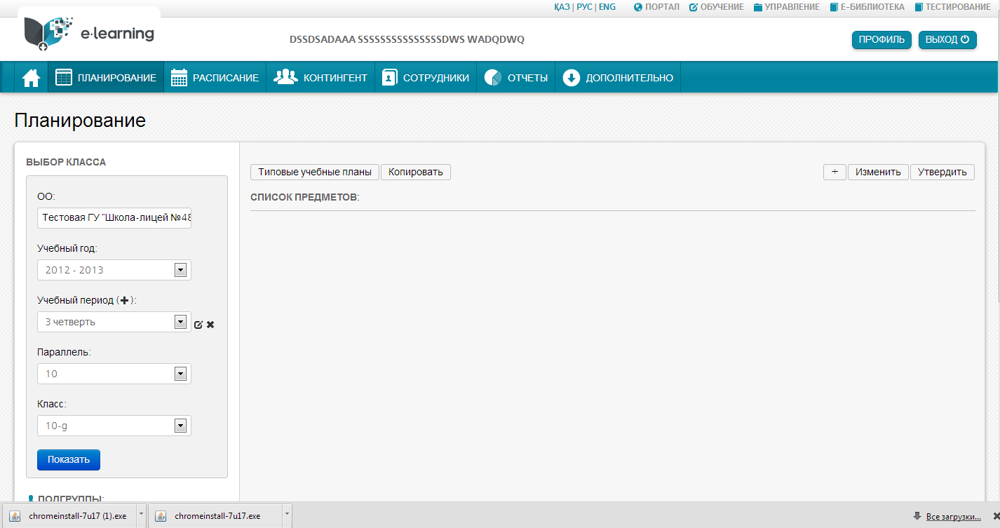 ҚАЗ | РУС | ENG ПОРТАЛ ОБУЧЕНИЕ УПРАВЛЕНИЕ Е-БИБЛИОТЕКА ТЕСТИРОВАНИЕ
e·learning
DSSDSADAAA SSSSSSSSSSSSSSSDWS WADQDWQ
ПРОФИЛЬ ВЫХОД
ПЛАНИРОВАНИЕ РАСПИСАНИЕ КОНТИНГЕНТ СОТРУДНИКИ ОТЧЕТЫ ДОПОЛНИТЕЛЬНО
Планирование
ВЫБОР КЛАССА
ОО:
Тестовая ГУ "Школа-лицей №48
Учебный год:
2012 - 2013
Учебный период (+):
3 четверть
Параллель:
10
Класс:
10-g
Показать
ПОДГРУППЫ:
Типовые учебные планы Копировать + Изменить Утвердить
СПИСОК ПРЕДМЕТОВ:
chromeinstall-7u17 (1).exe chromeinstall-7u17.exe Все загрузки...